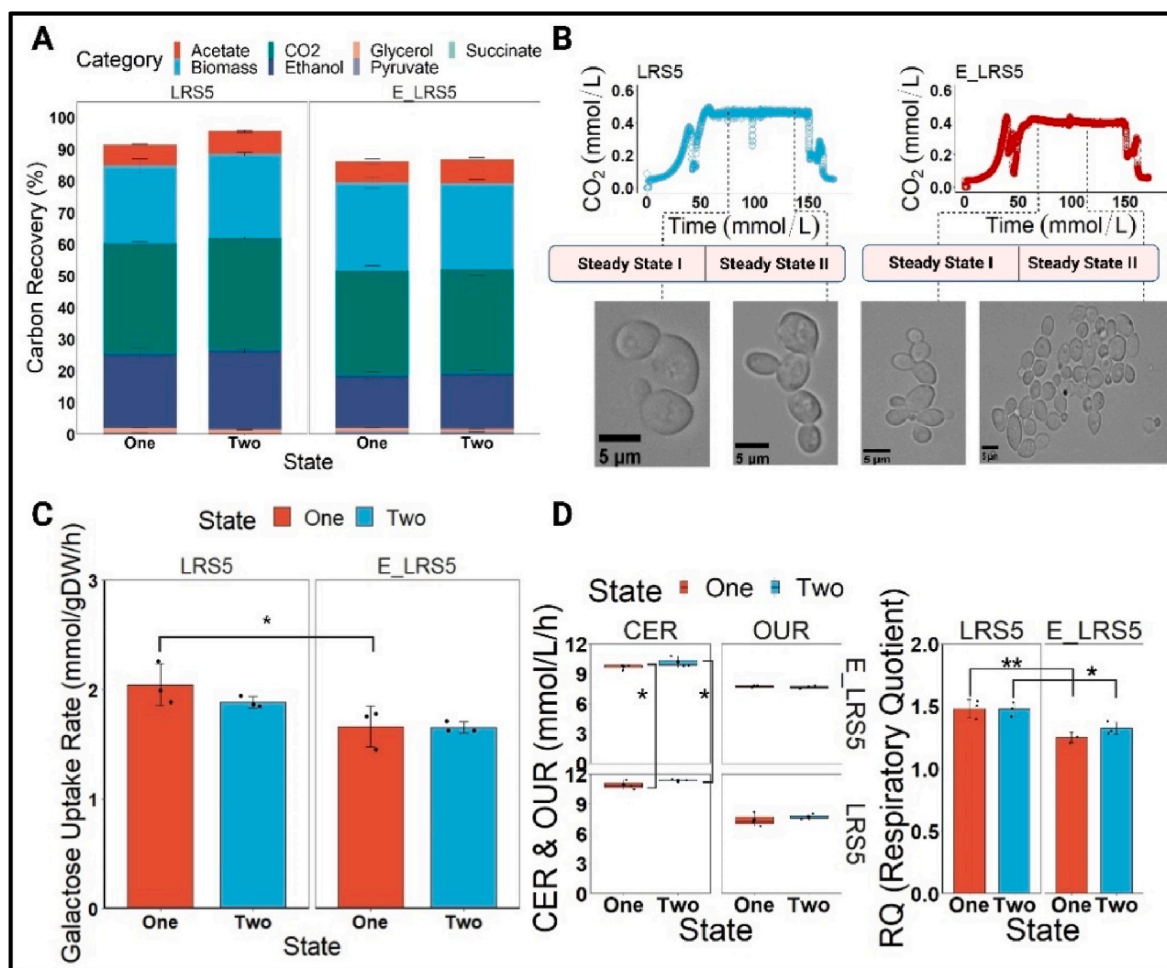 A
Category
Acetate
CO2
Glycerol
Succinate
Biomass
Ethanol
Pyruvate
LRS5
E_LRS5
Carbon Recovery (%)
100
90
80
70
60
50
40
30
20
10
0
One
Two
One
Two
State
B
LRS5
CO2 (mmol/L)
0.6
0.4
0.2
0.0
0
50
100
150
Time (mmol/L)
E_LRS5
CO2 (mmol/L)
0.6
0.4
0.2
0.0
0
50
100
150
Time (mmol/L)
Steady State I
Steady State II
Steady State I
Steady State II
5 µm
5 µm
5 µm
5 µm
C
State
One
Two
LRS5
E_LRS5
Galactose Uptake Rate (mmol/gDW/h)
3
2
1
0
*
One
Two
One
Two
State
D
State
One
Two
CER
OUR
CER & OUR (mmol/L/h)
12
9
6
3
0
12
9
6
3
0
*
*
E_LRS5
LRS5
One
Two
One
Two
State
RQ (Respiratory Quotient)
LRS5
E_LRS5
2.0
1.5
1.0
0.5
0.0
**
*
One
Two
One
Two
State